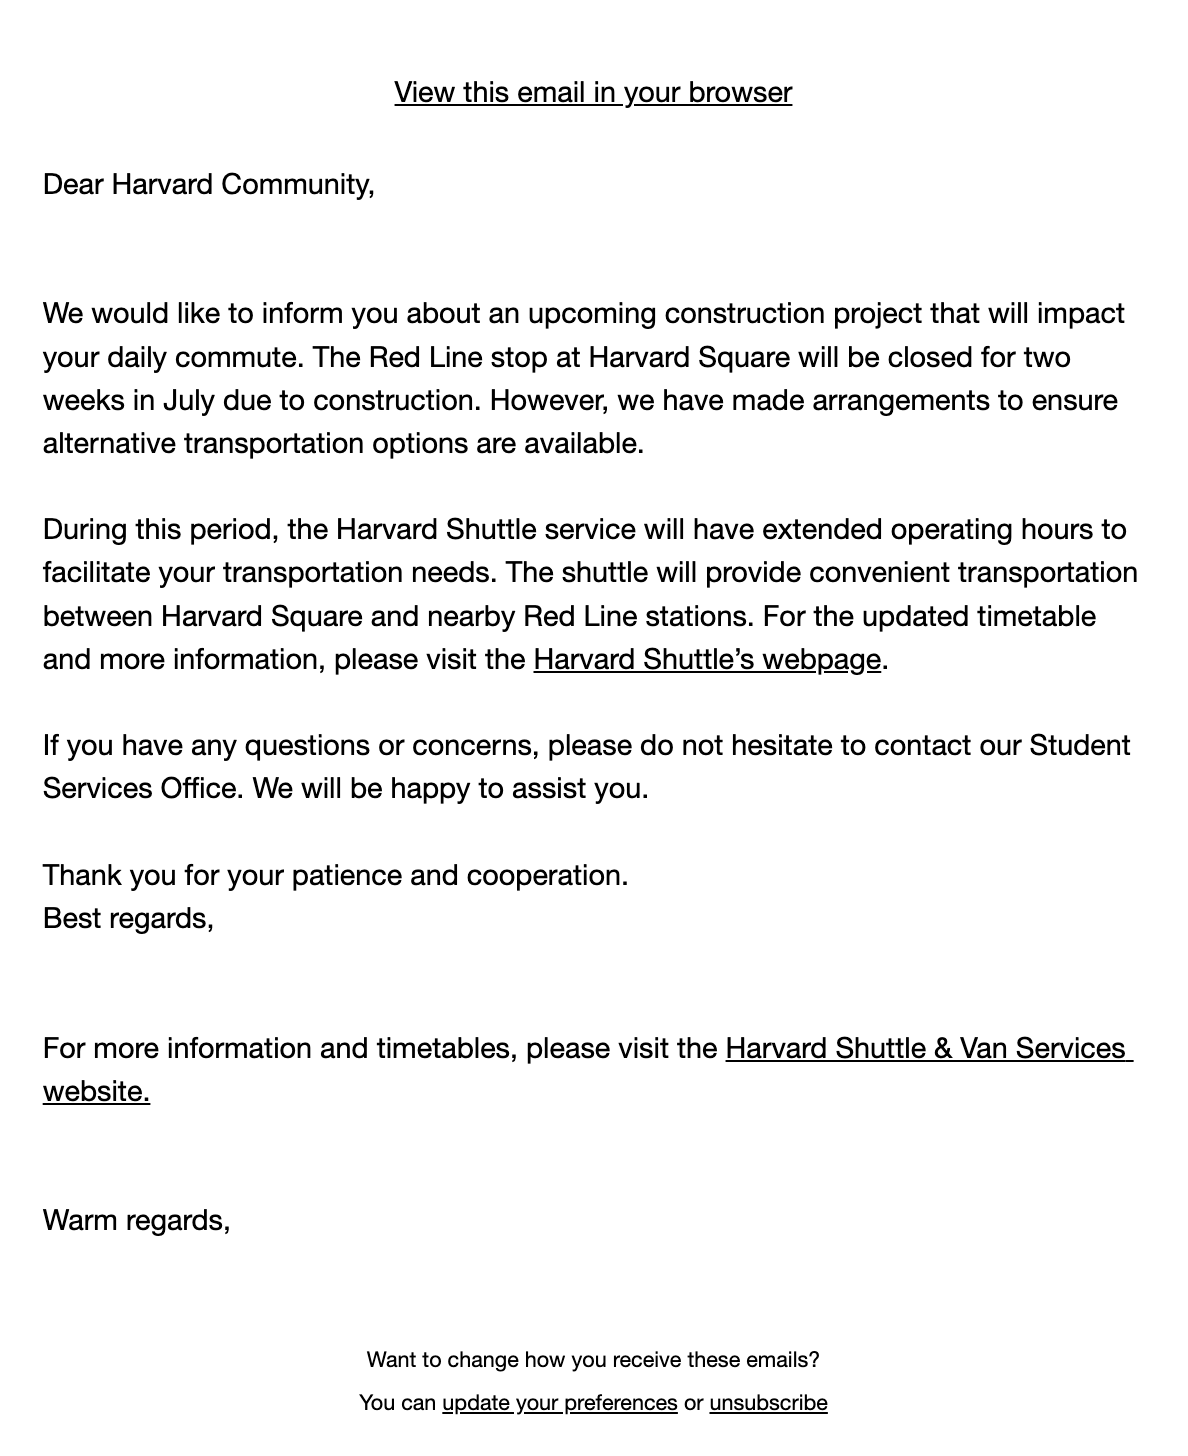 View this email in your browser
Dear Harvard Community,
We would like to inform you about an upcoming construction project that will impact
your daily commute. The Red Line stop at Harvard Square will be closed for two
weeks in July due to construction. However, we have made arrangements to ensure
alternative transportation options are available.
During this period, the Harvard Shuttle service will have extended operating hours to
facilitate your transportation needs. The shuttle will provide convenient transportation
between Harvard Square and nearby Red Line stations. For the updated timetable
and more information, please visit the Harvard Shuttle’s webpage.
If you have any questions or concerns, please do not hesitate to contact our Student
Services Office. We will be happy to assist you.
Thank you for your patience and cooperation.
Best regards,
For more information and timetables, please visit the Harvard Shuttle & Van Services
website.
Warm regards,
Want to change how you receive these emails?
You can update your preferences or unsubscribe